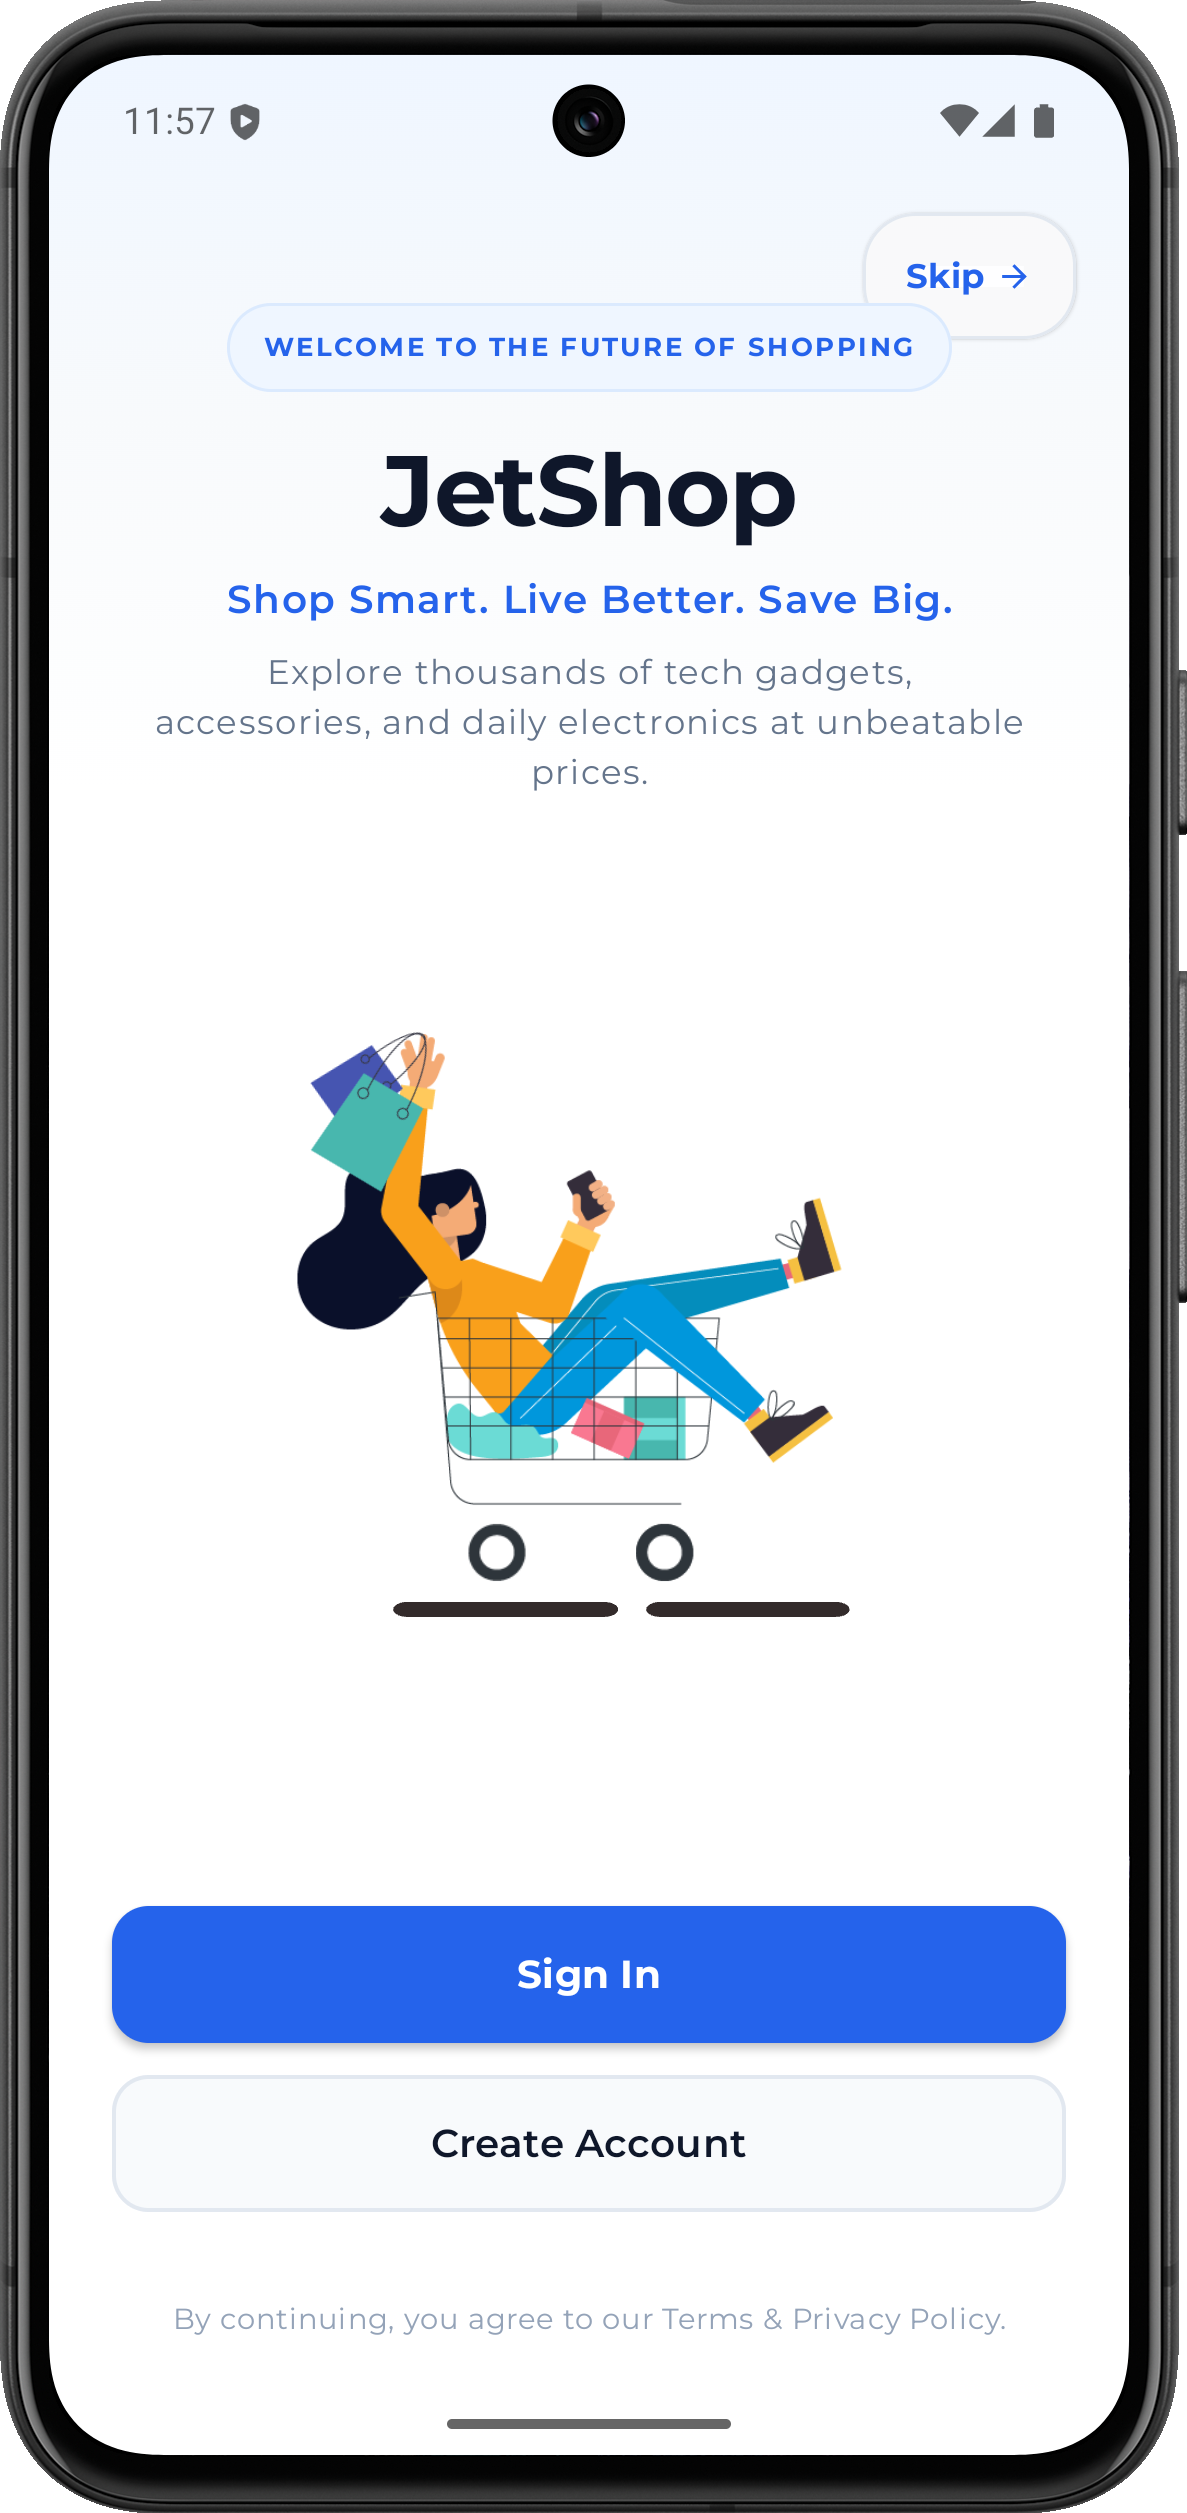 11:57
Skip →
WELCOME TO THE FUTURE OF SHOPPING
JetShop
Shop Smart. Live Better. Save Big.
Explore thousands of tech gadgets,
accessories, and daily electronics at unbeatable
prices.
Sign In
Create Account
By continuing, you agree to our Terms & Privacy Policy.